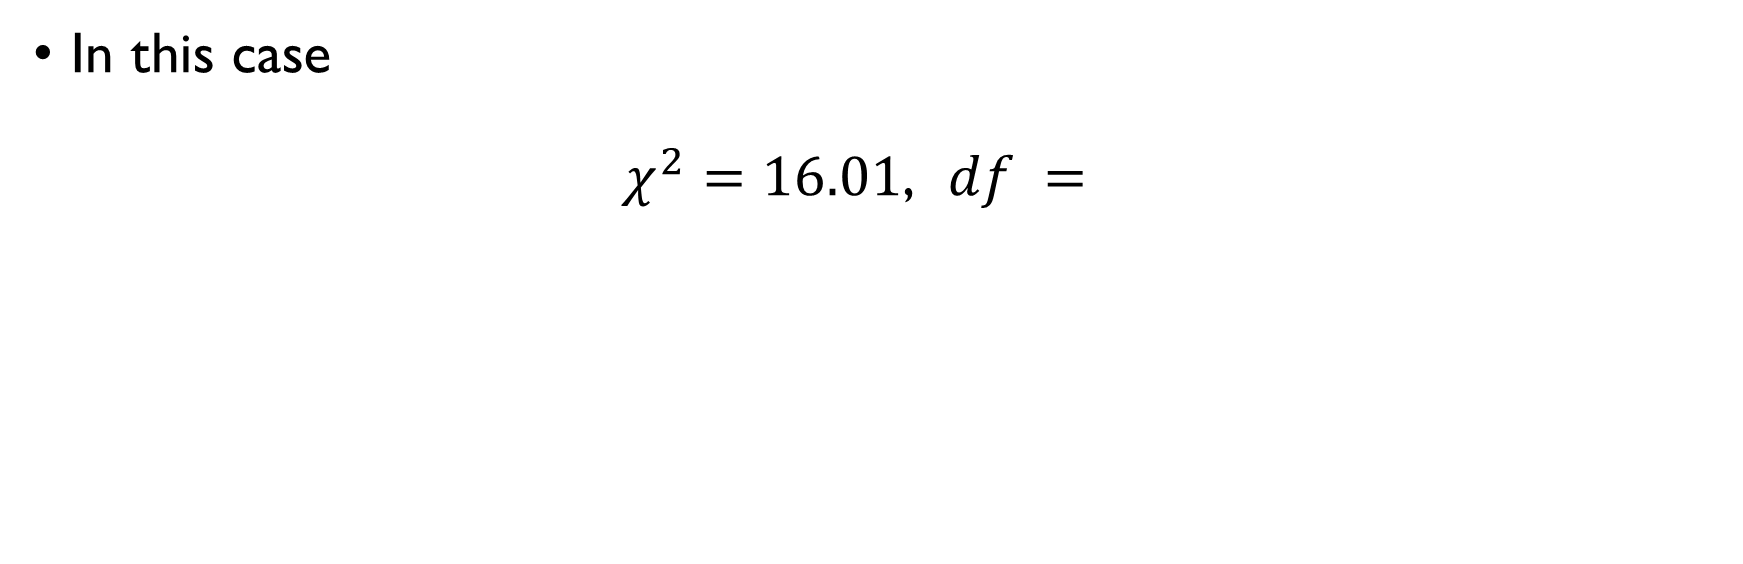 • In this case
χ² = 16.01, df =